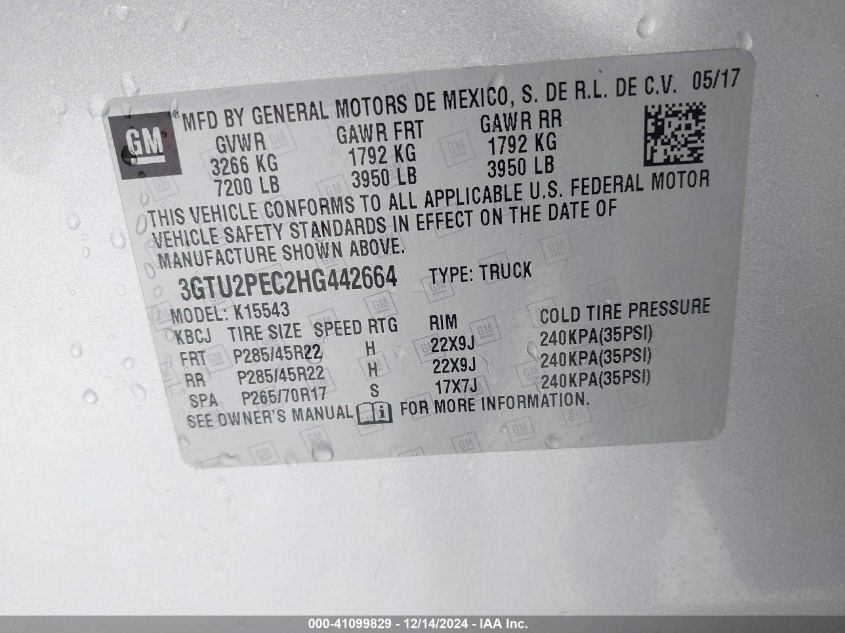 GM
® MFD BY GENERAL MOTORS DE MEXICO, S. DE R.L. DE C.V. 05/17
GVWR GAWR FRT GAWR RR
3266 KG 1792 KG 1792 KG
7200 LB 3950 LB 3950 LB
THIS VEHICLE CONFORMS TO ALL APPLICABLE U.S. FEDERAL MOTOR
VEHICLE SAFETY STANDARDS IN EFFECT ON THE DATE OF
MANUFACTURE SHOWN ABOVE.
3GTU2PEC2HG442664 TYPE: TRUCK
MODEL: K15543
KBCJ TIRE SIZE SPEED RTG RIM COLD TIRE PRESSURE
FRT P285/45R22 H 22X9J 240KPA(35PSI)
RR P285/45R22 H 22X9J 240KPA(35PSI)
SPA P265/70R17 S 17X7J 240KPA(35PSI)
SEE OWNER'S MANUAL i FOR MORE INFORMATION.
000-41099829 - 12/14/2024 - IAA Inc.